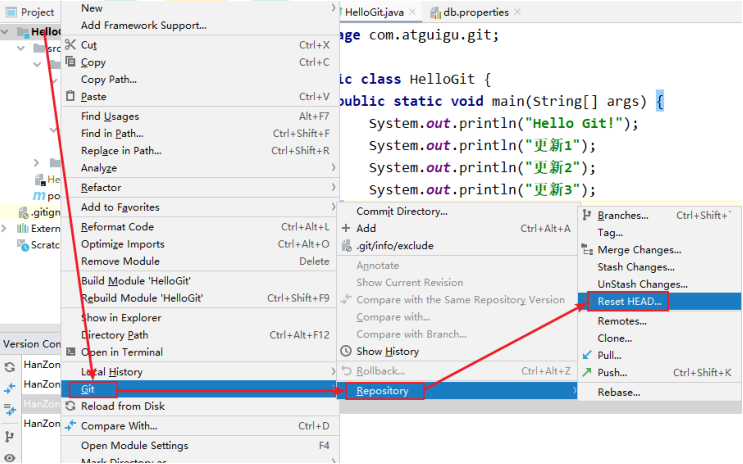 Project
HelloGit.java
db.properties
HelloG
src
He
po
.gitign
Extern
Scratc
Version Con
HanZon
HanZon
HanZon
HanZon
New
Add Framework Support...
Cut Ctrl+X
Copy Ctrl+C
Copy Path...
Paste Ctrl+V
Find Usages Alt+F7
Find in Path... Ctrl+Shift+F
Replace in Path... Ctrl+Shift+R
Analyze
Refactor
Add to Favorites
Reformat Code Ctrl+Alt+L
Optimize Imports Ctrl+Alt+O
Remove Module Delete
Build Module 'HelloGit'
Rebuild Module 'HelloGit' Ctrl+Shift+F9
Show in Explorer
Directory Path Ctrl+Alt+F12
Open in Terminal
Local History
Git
Reload from Disk
Compare With... Ctrl+D
Open Module Settings F4
Mark Directory as
age com.atguigu.git;
ic class HelloGit {
public static void main(String[] args) {
System.out.println("Hello Git!");
System.out.println("更新1");
System.out.println("更新2");
System.out.println("更新3");
Commit Directory...
Add Ctrl+Alt+A
.git/info/exclude
Annotate
Show Current Revision
Compare with the Same Repository Version
Compare with...
Compare with Branch...
Show History
Rollback... Ctrl+Alt+Z
Repository
Branches... Ctrl+Shift+`
Tag...
Merge Changes...
Stash Changes...
UnStash Changes...
Reset HEAD...
Remotes...
Clone...
Pull...
Push... Ctrl+Shift+K
Rebase...